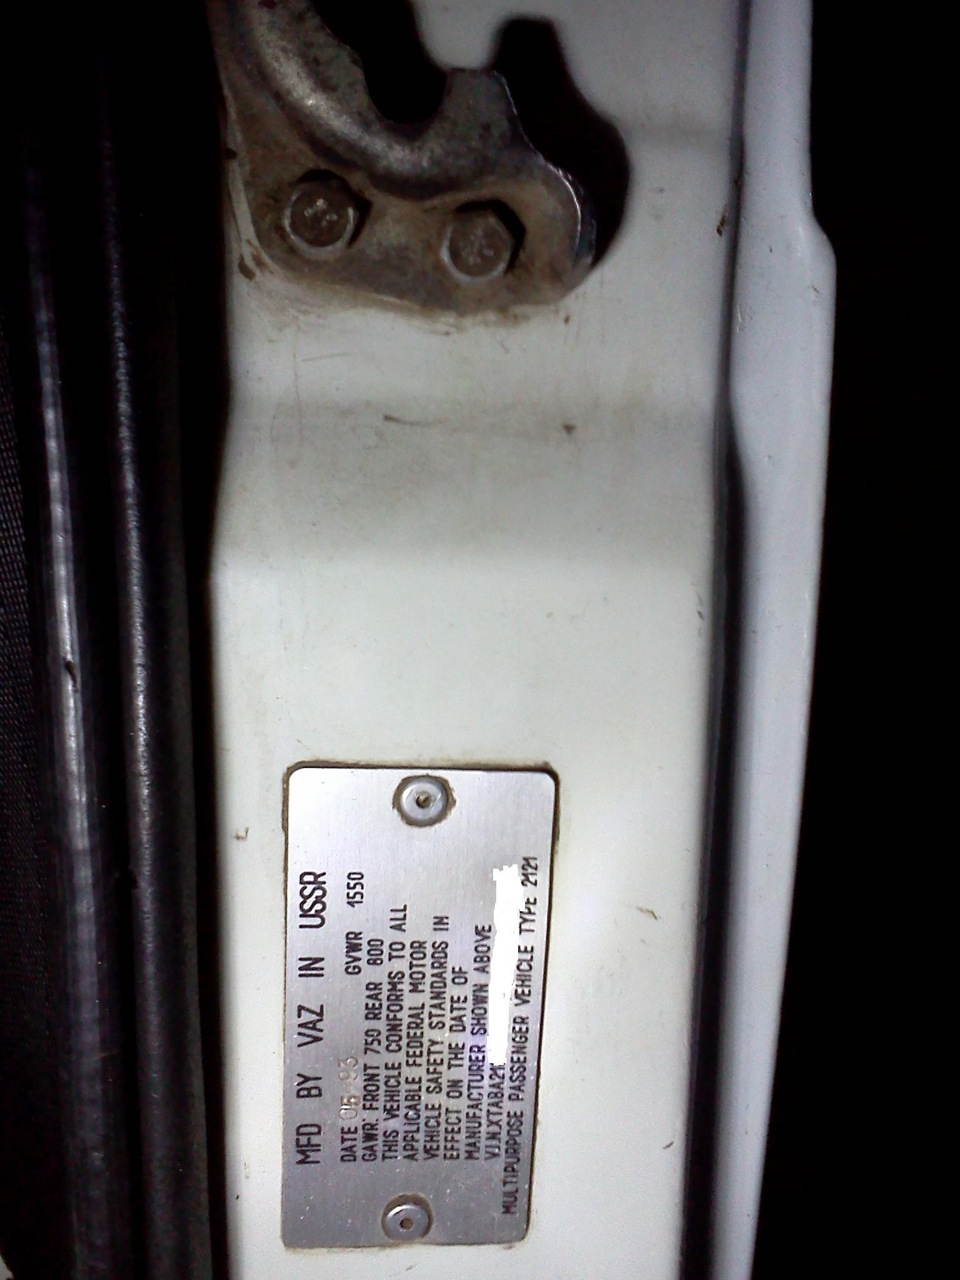 MFD BY VAZ IN USSR
DATE 06 93 GVWR 1550
GAWR: FRONT 750 REAR 800
THIS VEHICLE CONFORMS TO ALL
APPLICABLE FEDERAL MOTOR
VEHICLE SAFETY STANDARDS IN
EFFECT ON THE DATE OF
MANUFACTURER SHOWN ABOVE
V.I.N.XTABA21
MULTIPURPOSE PASSENGER VEHICLE TYPE 2121